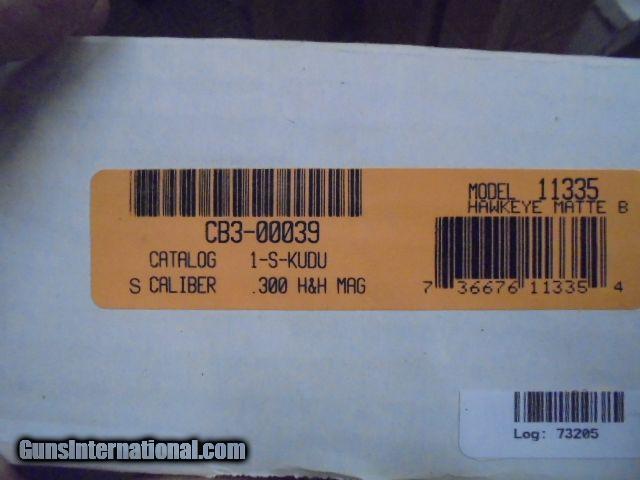 MODEL 11335
HAWKEYE MATTE B
CB3-00039
CATALOG 1-S-KUDU
S CALIBER .300 H&H MAG
7 36676 11335 4
Log: 73205
GunsInternational.com